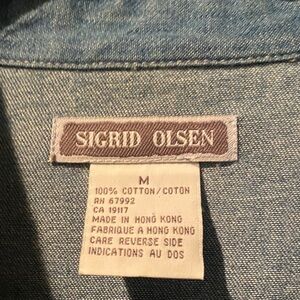 SIGRID OLSEN
M
100% COTTON/COTON
RN 67992
CA 19117
MADE IN HONG KONG
FABRIQUE A HONG KONG
CARE REVERSE SIDE
INDICATIONS AU DOS